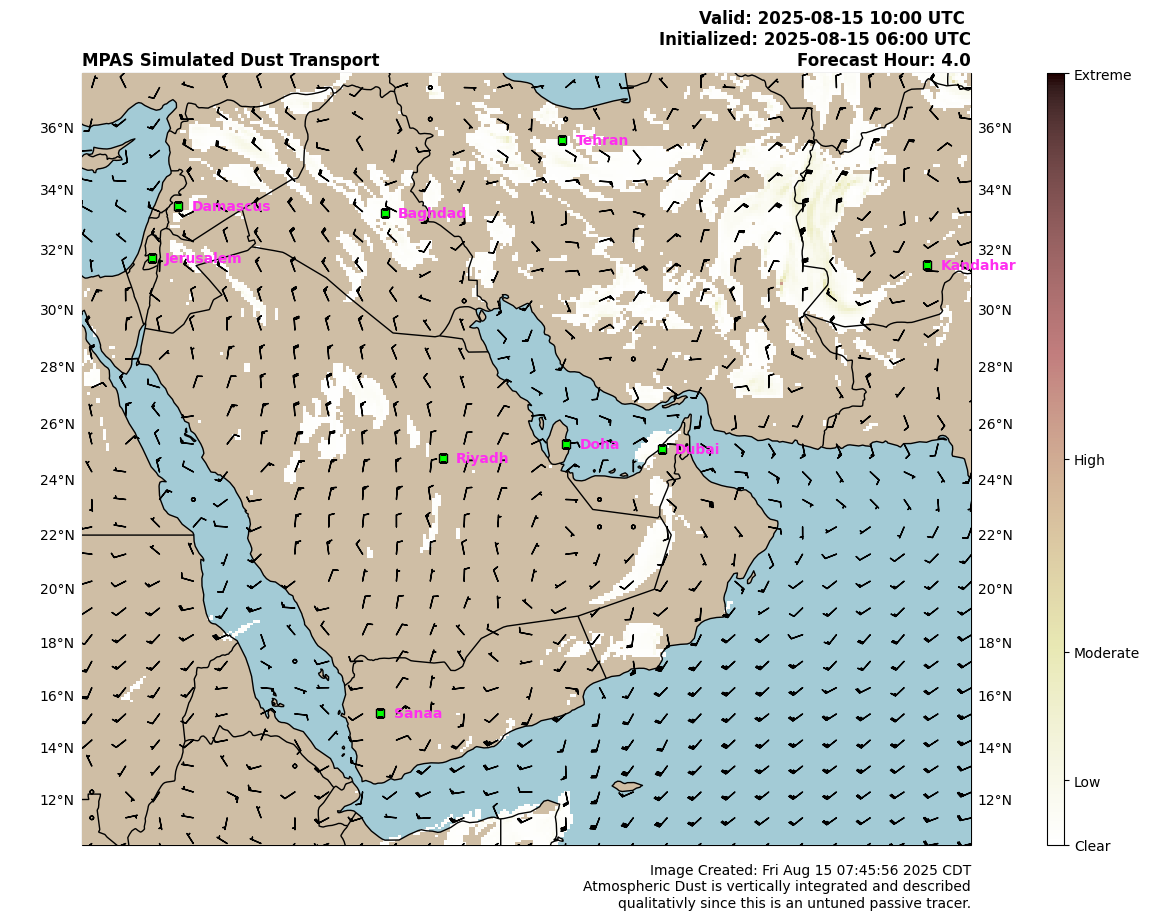 Valid: 2025-08-15 10:00 UTC
Initialized: 2025-08-15 06:00 UTC
MPAS Simulated Dust Transport Forecast Hour: 4.0
Extreme
36°N Tehran 36°N
34°N Damascus Baghdad 34°N
32°N Jerusalem Kandahar 32°N
30°N 30°N
28°N 28°N
26°N Doha Dubai 26°N
High
24°N Riyadh 24°N
22°N 22°N
20°N 20°N
18°N 18°N
Moderate
16°N Sanaa 16°N
14°N 14°N
Low
12°N 12°N
Clear
Image Created: Fri Aug 15 07:45:56 2025 CDT
Atmospheric Dust is vertically integrated and described
qualitativly since this is an untuned passive tracer.